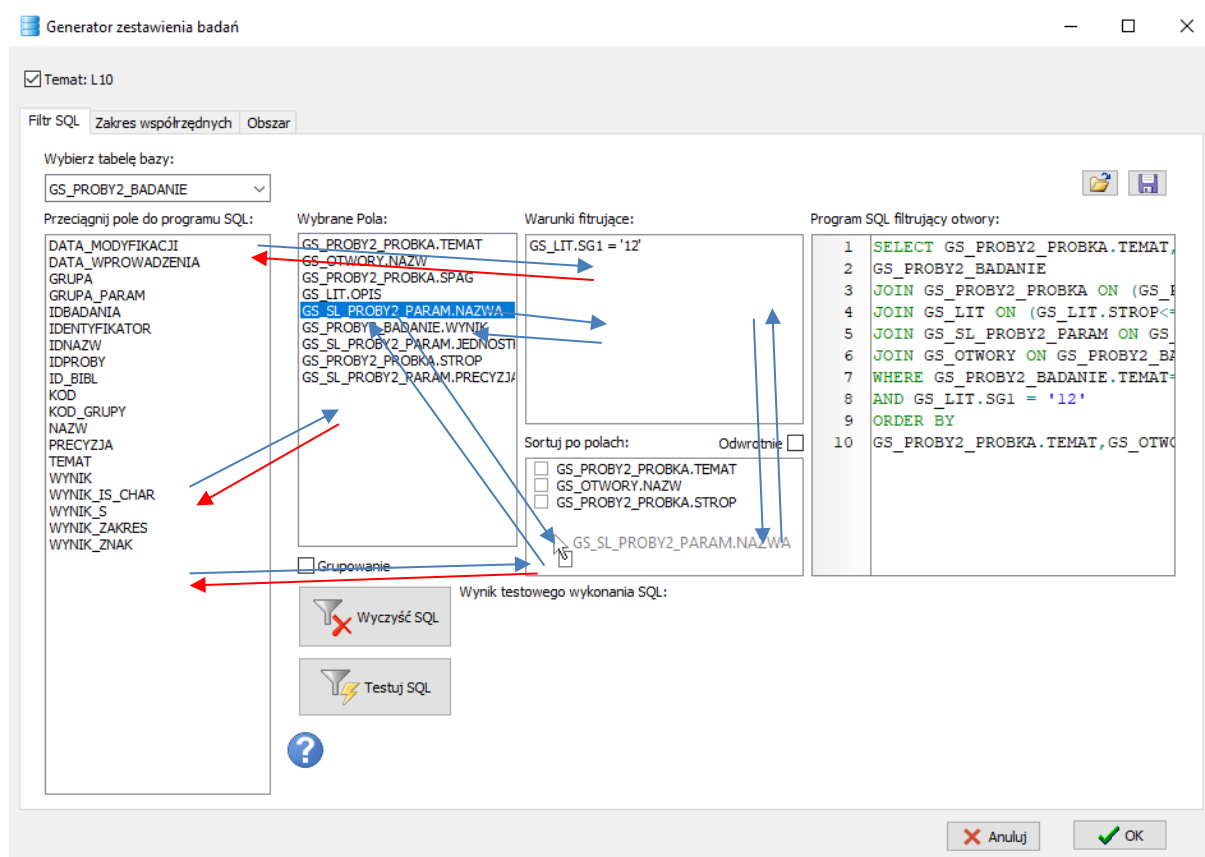 Generator zestawienia badań
Temat: L10
Filtr SQL Zakres współrzędnych Obszar
Wybierz tabelę bazy:
GS_PROBY2_BADANIE
Przeciągnij pole do programu SQL:
DATA_MODYFIKACJI
DATA_WPROWADZENIA
GRUPA
GRUPA_PARAM
IDBADANIA
IDENTYFIKATOR
IDNAZW
IDPROBY
ID_BIBL
KOD
KOD_GRUPY
NAZW
PRECYZJA
TEMAT
WYNIK
WYNIK_IS_CHAR
WYNIK_S
WYNIK_ZAKRES
WYNIK_ZNAK
Wybrane Pola:
GS_PROBY2_PROBKA.TEMAT
GS_OTWORY.NAZW
GS_PROBY2_PROBKA.SPAG
GS_LIT.OPIS
GS_SL_PROBY2_PARAM.NAZWA
GS_PROBY2_BADANIE.WYNIK
GS_SL_PROBY2_PARAM.JEDNOSTI
GS_PROBY2_PROBKA.STROP
GS_SL_PROBY2_PARAM.PRECYZJ
Grupowanie
Wyczyść SQL
Testuj SQL
Warunki fitrujące:
GS_LIT.SG1 = '12'
Sortuj po polach: Odwrotnie
GS_PROBY2_PROBKA.TEMAT
GS_OTWORY.NAZW
GS_PROBY2_PROBKA.STROP
GS_SL_PROBY2_PARAM.NAZWA
Wynik testowego wykonania SQL:
Program SQL filtrujący otwory:
1 SELECT GS_PROBY2_PROBKA.TEMAT,
2 GS_PROBY2_BADANIE
3 JOIN GS_PROBY2_PROBKA ON (GS_P
4 JOIN GS_LIT ON (GS_LIT.STROP<=
5 JOIN GS_SL_PROBY2_PARAM ON GS_
6 JOIN GS_OTWORY ON GS_PROBY2_BA
7 WHERE GS_PROBY2_BADANIE.TEMAT=
8 AND GS_LIT.SG1 = '12'
9 ORDER BY
10 GS_PROBY2_PROBKA.TEMAT,GS_OTWO
Anuluj OK